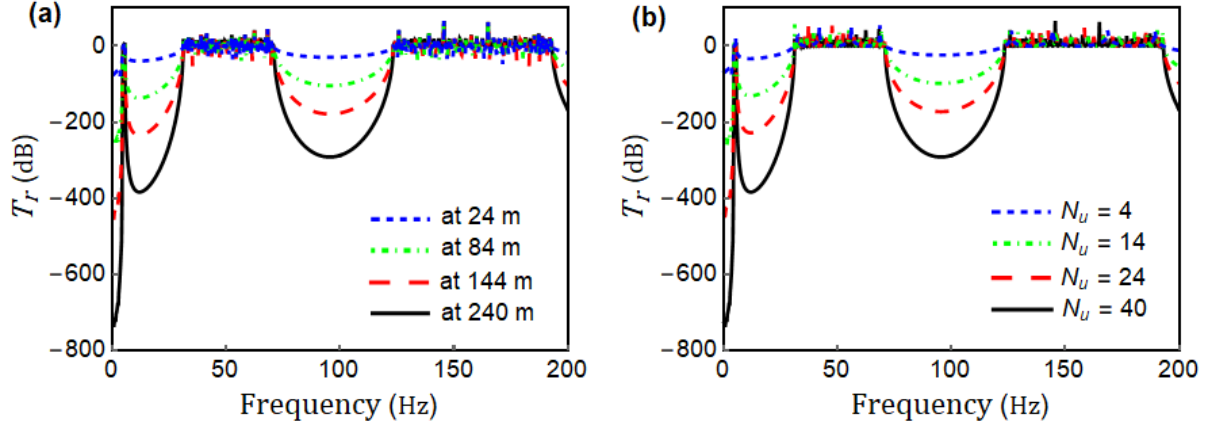 (a)
0
−200
−400
−600
−800
T_r (dB)
at 24 m
at 84 m
at 144 m
at 240 m
0 50 100 150 200
Frequency (Hz)
(b)
0
−200
−400
−600
−800
T_r (dB)
N_u = 4
N_u = 14
N_u = 24
N_u = 40
0 50 100 150 200
Frequency (Hz)